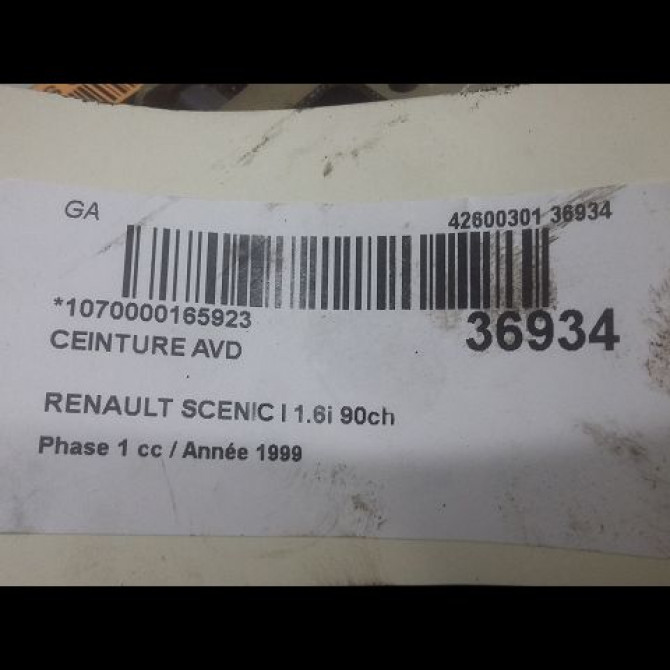 GA
42600301 36934
*1070000165923
36934
CEINTURE AVD
RENAULT SCENIC I 1.6i 90ch
Phase 1 cc / Année 1999